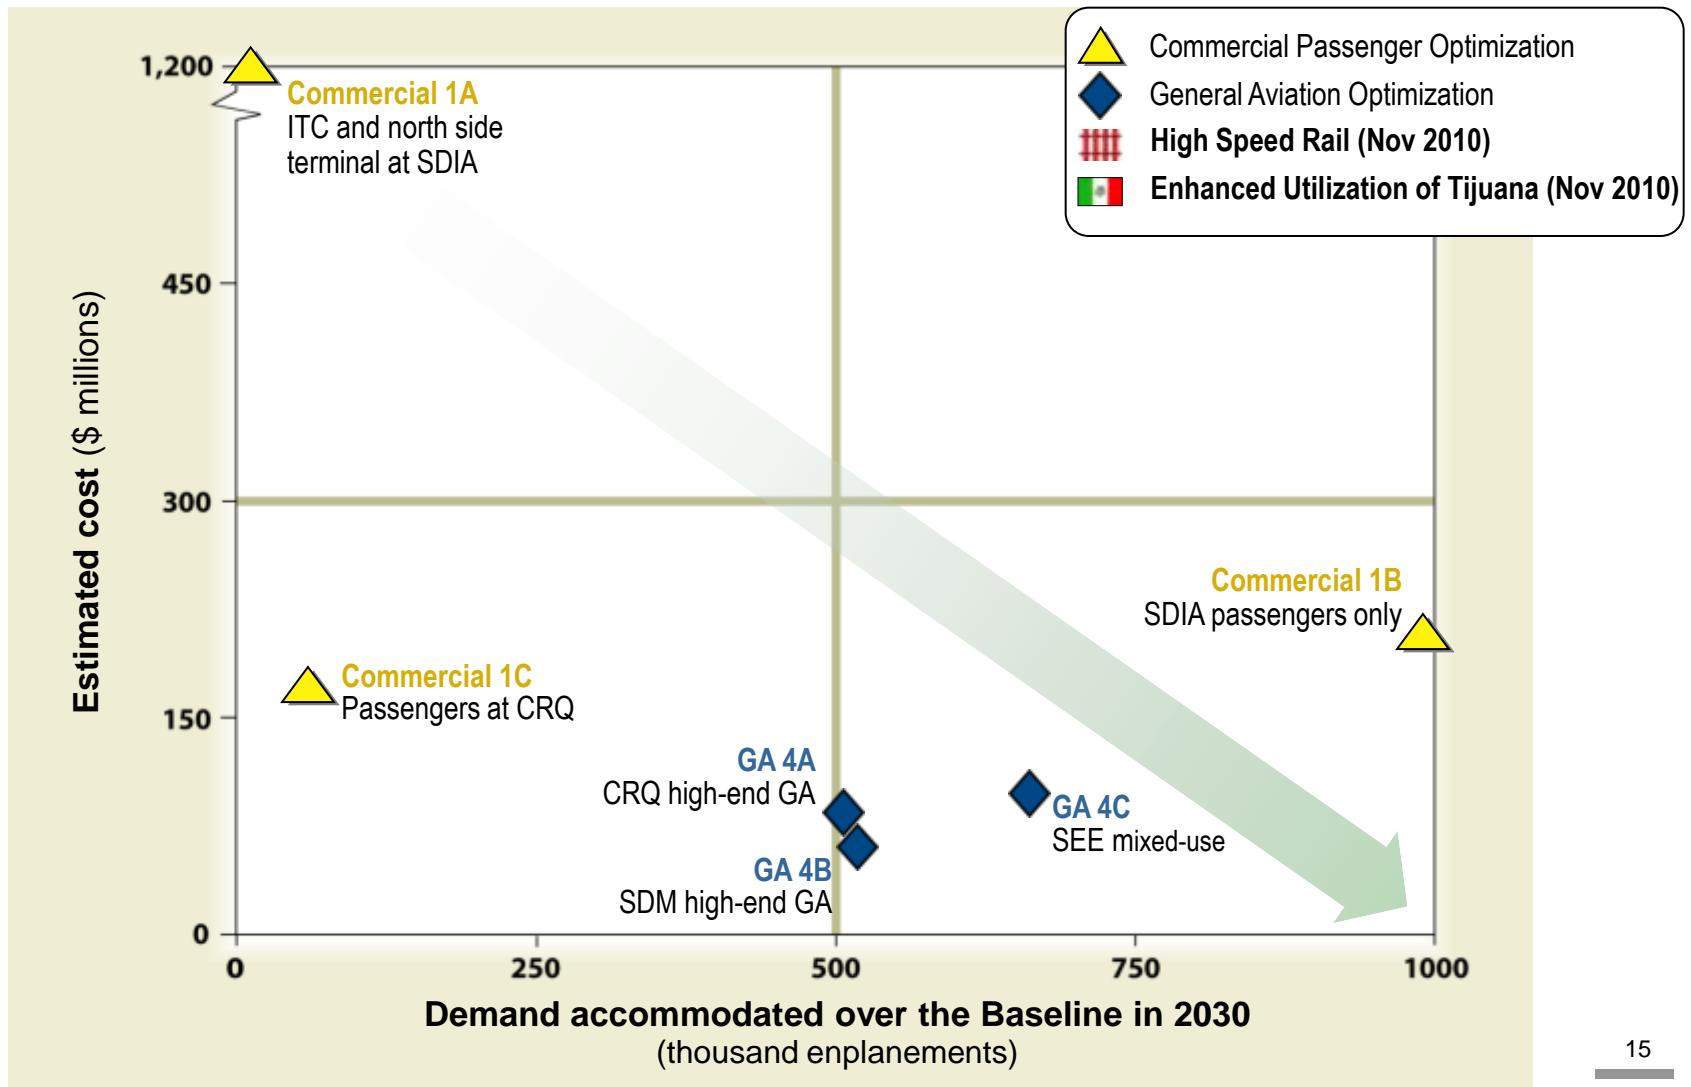 Commercial Passenger Optimization
General Aviation Optimization
High Speed Rail (Nov 2010)
Enhanced Utilization of Tijuana (Nov 2010)
1,200
450
300
150
0
Estimated cost ($ millions)
Commercial 1A
ITC and north side
terminal at SDIA
Commercial 1B
SDIA passengers only
Commercial 1C
Passengers at CRQ
GA 4A
CRQ high-end GA
GA 4C
SEE mixed-use
GA 4B
SDM high-end GA
0
250
500
750
1000
Demand accommodated over the Baseline in 2030
(thousand enplanements)
15